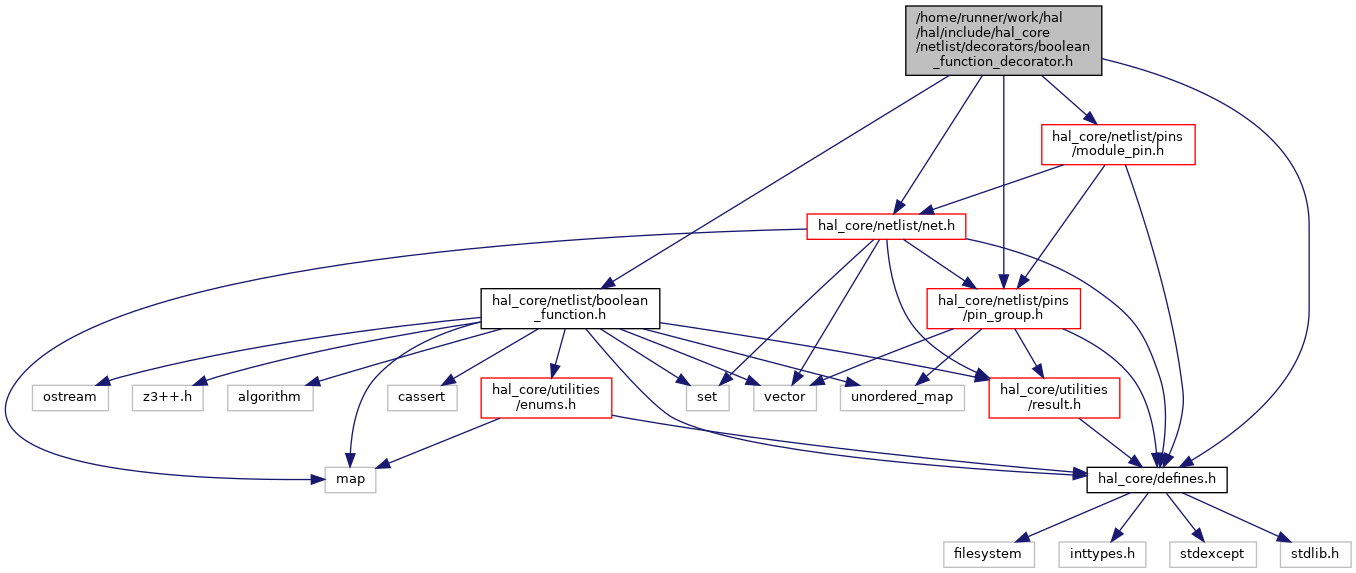 /home/runner/work/hal
/hal/include/hal_core
/netlist/decorators/boolean
_function_decorator.h
hal_core/netlist/pins
/module_pin.h
hal_core/netlist/net.h
hal_core/netlist/boolean
_function.h
hal_core/netlist/pins
/pin_group.h
ostream
z3++.h
algorithm
cassert
hal_core/utilities
/enums.h
set
vector
unordered_map
hal_core/utilities
/result.h
map
hal_core/defines.h
filesystem
inttypes.h
stdexcept
stdlib.h